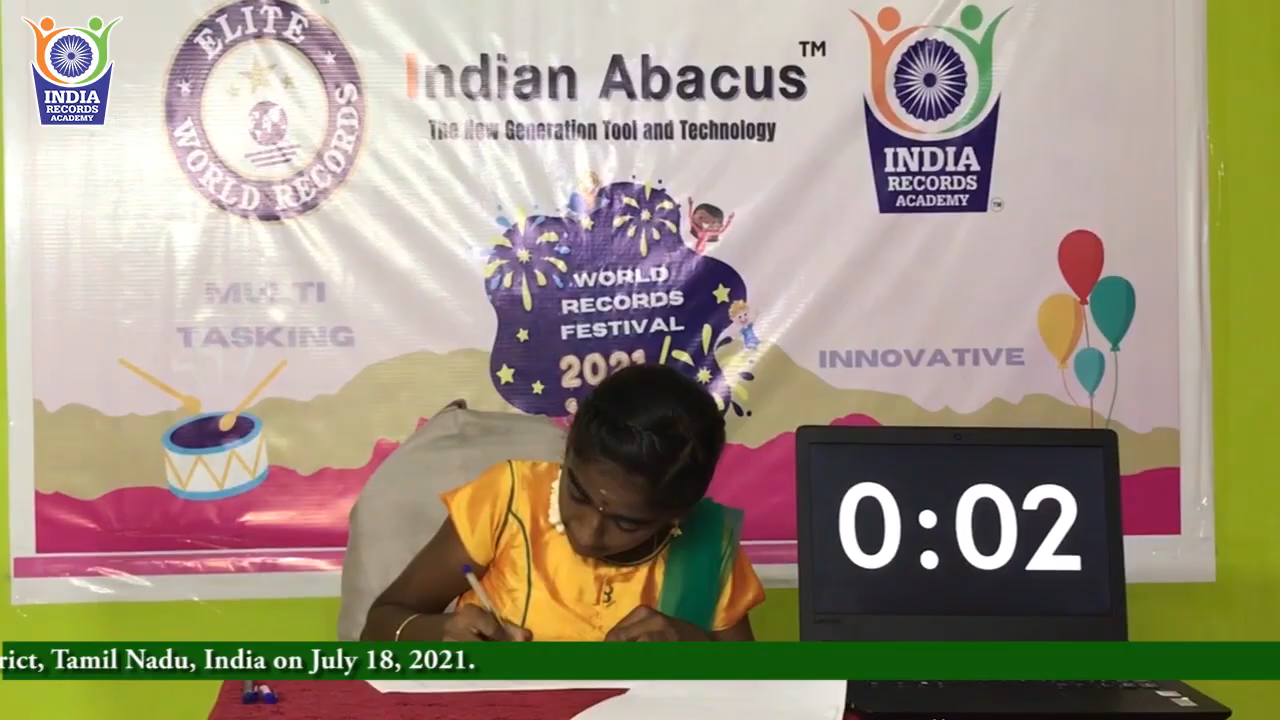 INDIA
RECORDS
ACADEMY
ELITE
WORLD RECORDS
Indian Abacus™
The New Generation Tool and Technology
INDIA
RECORDS
ACADEMY
TM
MULTI
TASKING
WORLD
RECORDS
FESTIVAL
2021
INNOVATIVE
0:02
rict, Tamil Nadu, India on July 18, 2021.